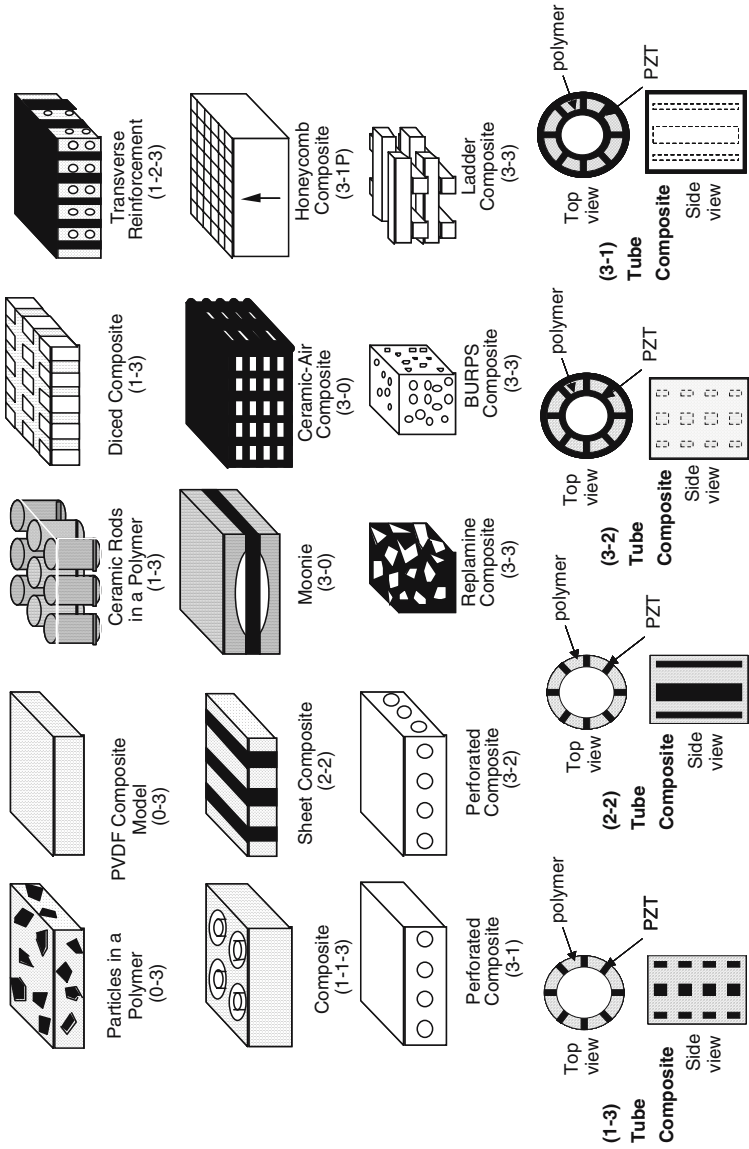 Particles in a
Polymer
(0-3)
PVDF Composite
Model
(0-3)
Ceramic Rods
in a Polymer
(1-3)
Diced Composite
(1-3)
Transverse
Reinforcement
(1-2-3)
Composite
(1-1-3)
Sheet Composite
(2-2)
Moonie
(3-0)
Ceramic-Air
Composite
(3-0)
Honeycomb
Composite
(3-1P)
Perforated
Composite
(3-1)
Perforated
Composite
(3-2)
Replamine
Composite
(3-3)
BURPS
Composite
(3-3)
Ladder
Composite
(3-3)
Top
view
polymer
PZT
(1-3)
Tube
Composite
Side
view
Top
view
polymer
PZT
(2-2)
Tube
Composite
Side
view
Top
view
polymer
PZT
(3-2)
Tube
Composite
Side
view
Top
view
polymer
PZT
(3-1)
Tube
Composite
Side
view